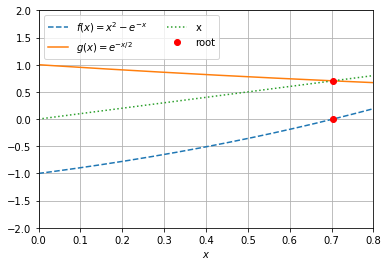 f(x) = x² − e⁻ˣ
g(x) = e^{−x/2}
x
root
2.0
1.5
1.0
0.5
0.0
−0.5
−1.0
−1.5
−2.0
0.0 0.1 0.2 0.3 0.4 0.5 0.6 0.7 0.8
x